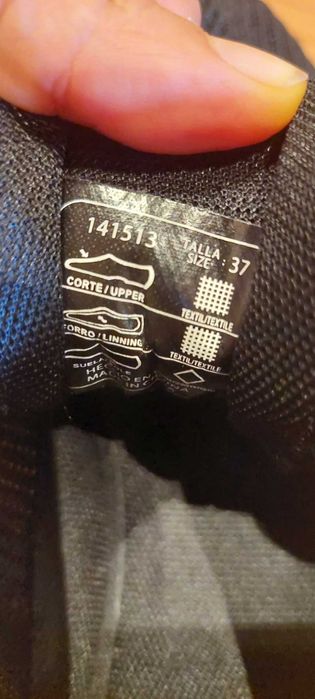 141513 TALLA: 37
SIZE
CORTE/UPPER TEXTIL/TEXTILE
FORRO/LINNING TEXTIL/TEXTILE